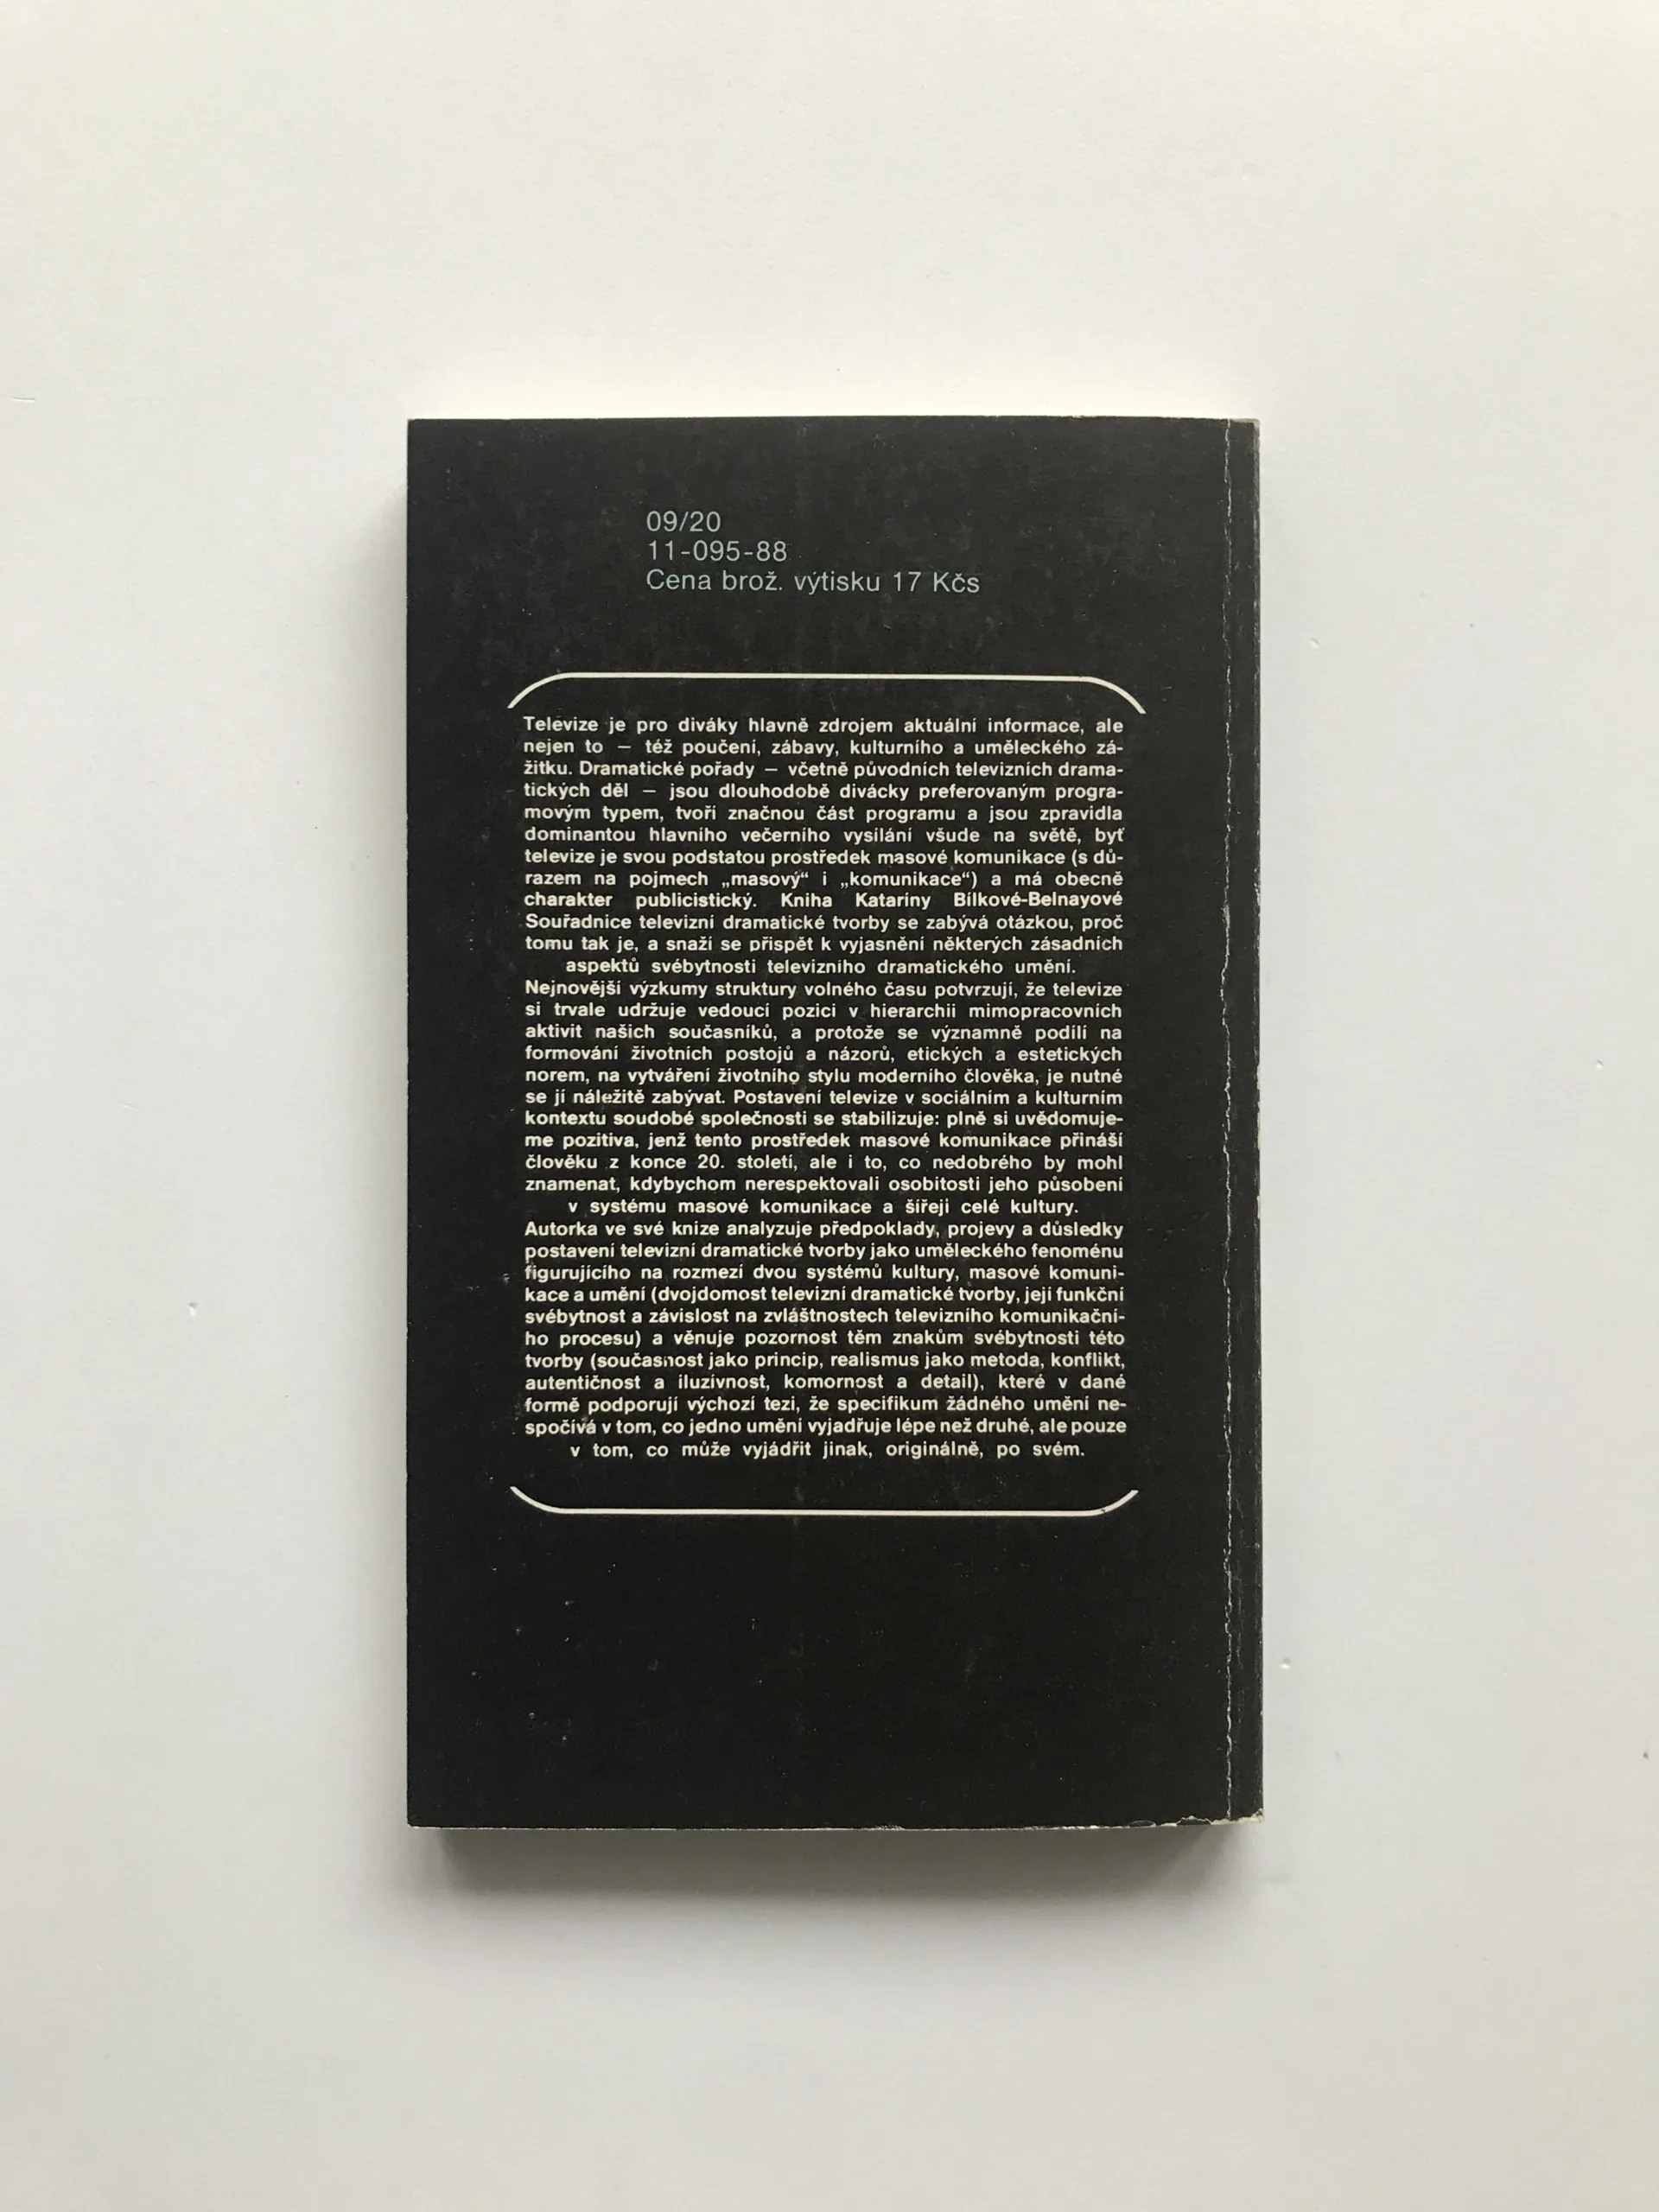 09/20
11-095-88
Cena brož. výtisku 17 Kčs
Televize je pro diváky hlavně zdrojem aktuální informace, ale
nejen to — též poučení, zábavy, kulturního a uměleckého zá-
žitku. Dramatické pořady — včetně původních televizních drama-
tických děl — jsou dlouhodobě divácky preferovaným progra-
movým typem, tvoří značnou část programu a jsou zpravidla
dominantou hlavního večerního vysílání všude na světě, byť
televize je svou podstatou prostředek masové komunikace (s dů-
razem na pojmech „masový“ i „komunikace“) a má obecně
charakter publicistický. Kniha Kataríny Bílkové-Belnayové
Souřadnice televizní dramatické tvorby se zabývá otázkou, proč
tomu tak je, a snaží se přispět k vyjasnění některých zásadních
aspektů svébytnosti televizního dramatického umění.
Nejnovější výzkumy struktury volného času potvrzují, že televize
si trvale udržuje vedoucí pozici v hierarchii mimopracovních
aktivit našich současníků, a protože se významně podílí na
formování životních postojů a názorů, etických a estetických
norem, na vytváření životního stylu moderního člověka, je nutné
se jí náležitě zabývat. Postavení televize v sociálním a kulturním
kontextu soudobé společnosti se stabilizuje: plně si uvědomuje-
me pozitiva, jenž tento prostředek masové komunikace přináší
člověku z konce 20. století, ale i to, co nedobrého by mohl
znamenat, kdybychom nerespektovali osobitosti jeho působení
v systému masové komunikace a šířeji celé kultury.
Autorka ve své knize analyzuje předpoklady, projevy a důsledky
postavení televizní dramatické tvorby jako uměleckého fenoménu
figurujícího na rozmezí dvou systémů kultury, masové komuni-
kace a umění (dvojdomost televizní dramatické tvorby, její funkční
svébytnost a závislost na zvláštnostech televizního komunikační-
ho procesu) a věnuje pozornost těm znakům svébytnosti této
tvorby (současnost jako princip, realismus jako metoda, konflikt,
autentičnost a iluzívnost, komornost a detail), které v dané
formě podporují výchozí tezi, že specifikum žádného umění ne-
spočívá v tom, co jedno umění vyjadřuje lépe než druhé, ale pouze
v tom, co může vyjádřit jinak, originálně, po svém.